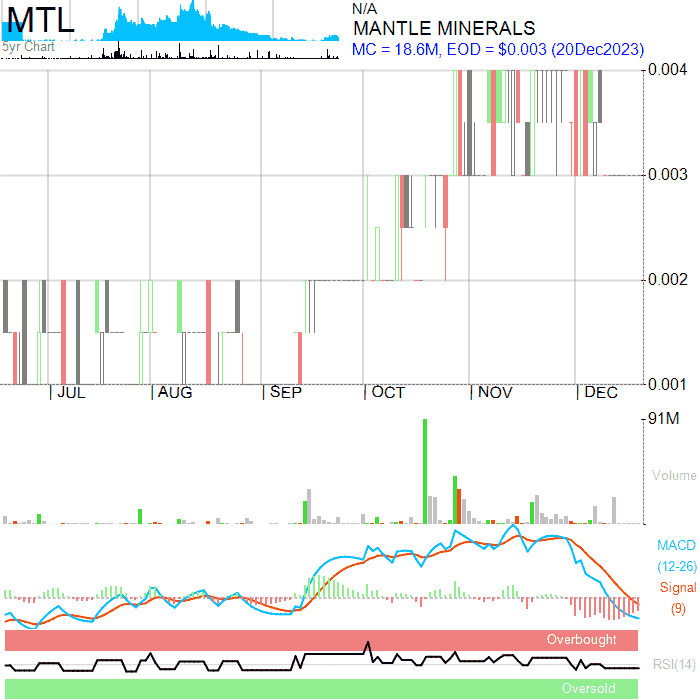 MTL
5yr Chart
N/A
MANTLE MINERALS
MC = 18.6M, EOD = $0.003 (20Dec2023)
0.004
0.003
0.002
0.001
JUL
AUG
SEP
OCT
NOV
DEC
91M
Volume
MACD
(12-26)
Signal
(9)
Overbought
RSI(14)
Oversold